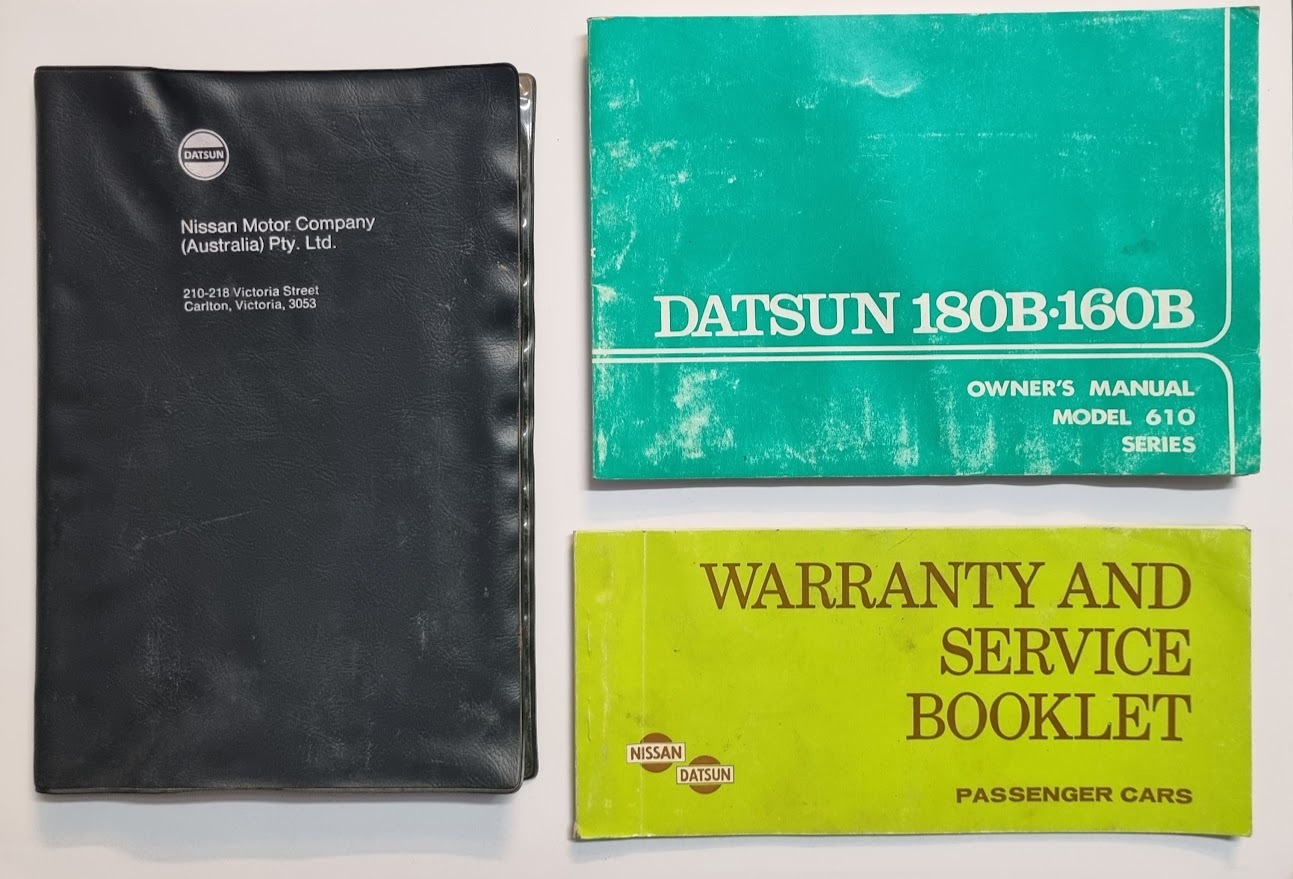 DATSUN
Nissan Motor Company
(Australia) Pty. Ltd.
210-218 Victoria Street
Carlton, Victoria, 3053
DATSUN 180B·160B
OWNER'S MANUAL
MODEL 610
SERIES
WARRANTY AND
SERVICE
BOOKLET
NISSAN
DATSUN
PASSENGER CARS